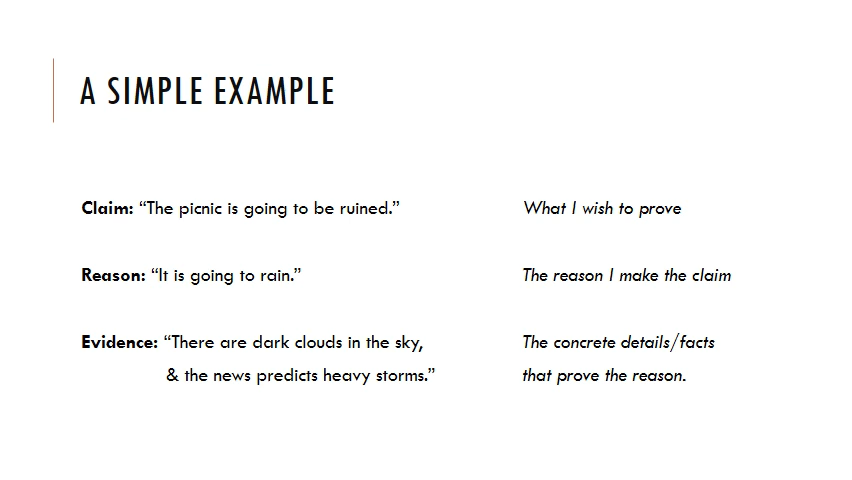 A SIMPLE EXAMPLE
Claim: “The picnic is going to be ruined.” What I wish to prove
Reason: “It is going to rain.” The reason I make the claim
Evidence: “There are dark clouds in the sky, The concrete details/facts
& the news predicts heavy storms.” that prove the reason.